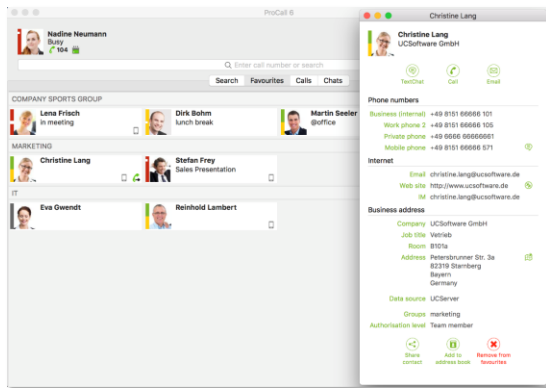 ProCall 6
Nadine Neumann
Busy
104
Enter call number or search
Search Favourites Calls Chats
COMPANY SPORTS GROUP
Lena Frisch
in meeting
Dirk Bohm
lunch break
Martin Seeler
@office
MARKETING
Christine Lang
Stefan Frey
Sales Presentation
IT
Eva Gwendt
Reinhold Lambert
Christine Lang
Christine Lang
UCSoftware GmbH
TextChat Call Email
Phone numbers
Business (internal) +49 8151 66666 101
Work phone 2 +49 8151 66666 105
Private phone +49 6666 66666661
Mobile phone +49 8151 66666 571
Internet
Email christine.lang@ucsoftware.de
Web site http://www.ucsoftware.de
IM christine.lang@ucsoftware.de
Business address
Company UCSoftware GmbH
Job title Vetrieb
Room B101a
Address Petersbrunner Str. 3a
82319 Starnberg
Bayern
Germany
Data source UCServer
Groups marketing
Authorisation level Team member
Share
contact
Add to
address book
Remove from
favourites